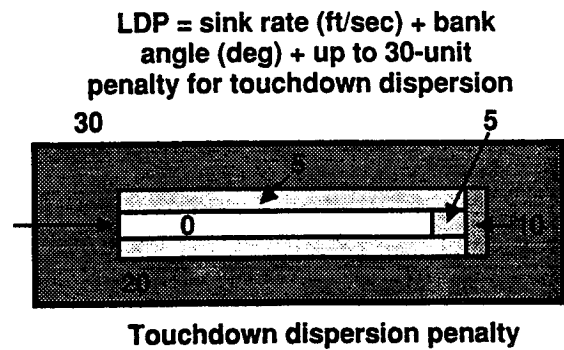 LDP = sink rate (ft/sec) + bank
angle (deg) + up to 30-unit
penalty for touchdown dispersion
30
5
5
0
10
20
Touchdown dispersion penalty